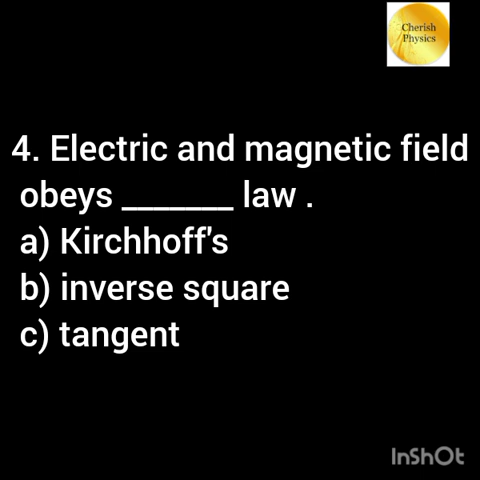 Cherish
Physics
4. Electric and magnetic field
obeys _______ law .
a) Kirchhoff's
b) inverse square
c) tangent
InShOt